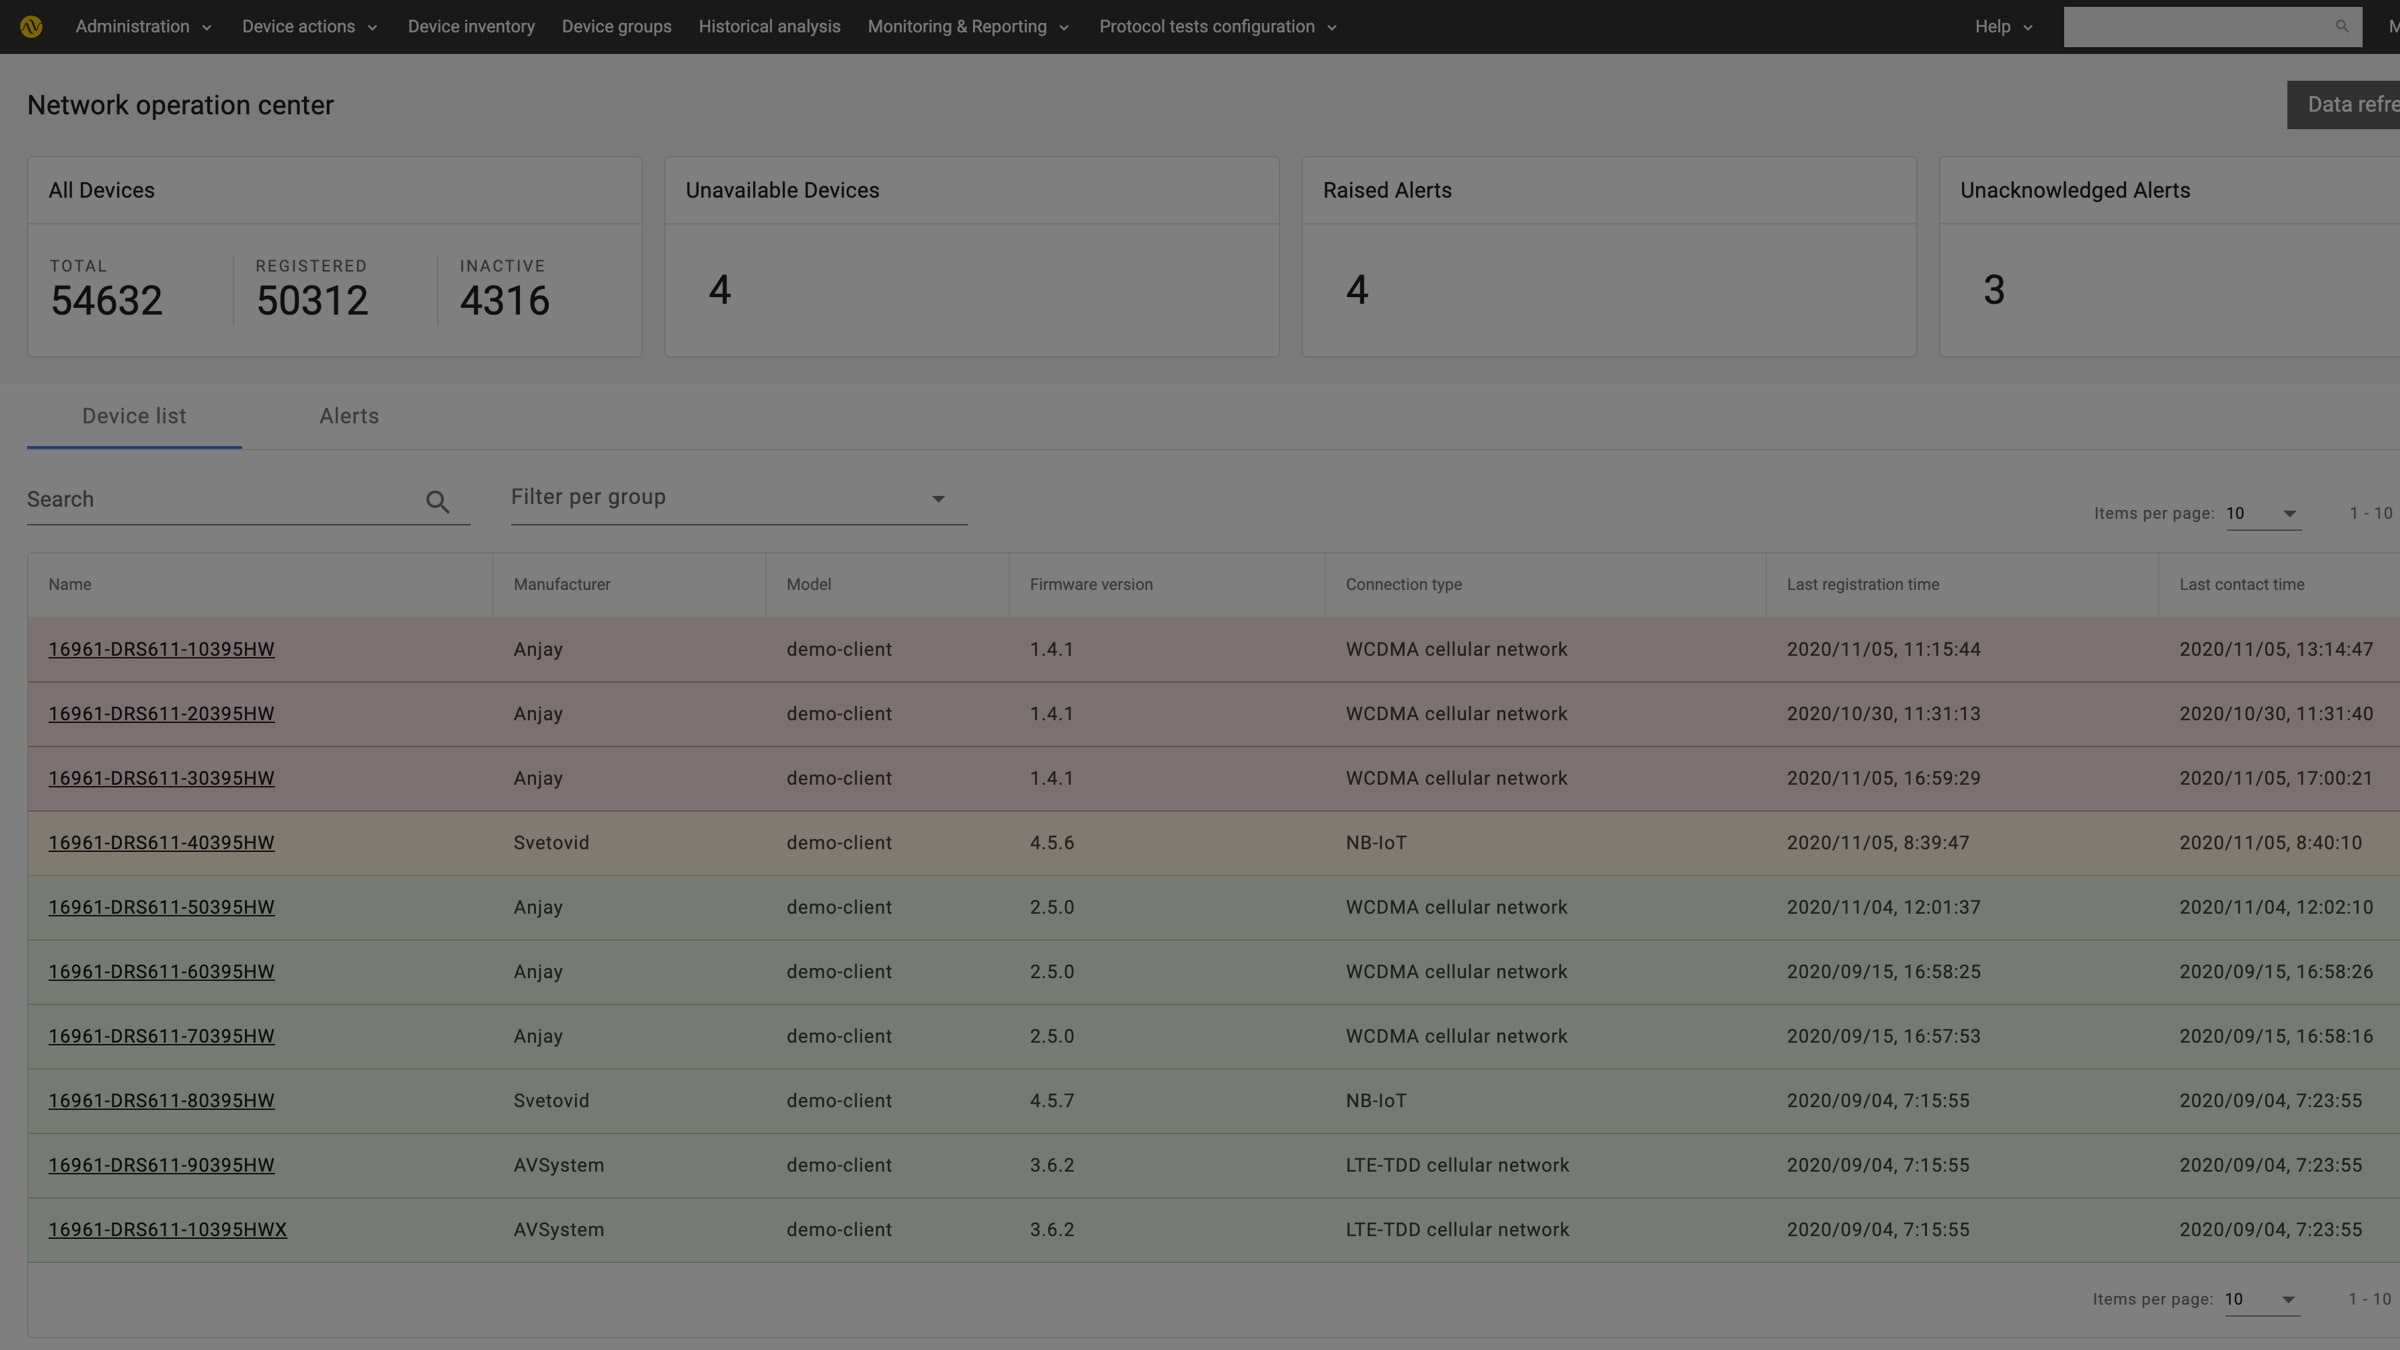 Administration Device actions Device inventory Device groups Historical analysis Monitoring & Reporting Protocol tests configuration Help
Network operation center
All Devices Unavailable Devices Raised Alerts Unacknowledged Alerts
TOTAL REGISTERED INACTIVE
54632 50312 4316 4 4 3
Device list Alerts
Search Filter per group Items per page: 10 1 - 10
Name Manufacturer Model Firmware version Connection type Last registration time Last contact time
16961-DRS611-10395HW Anjay demo-client 1.4.1 WCDMA cellular network 2020/11/05, 11:15:44 2020/11/05, 13:14:47
16961-DRS611-20395HW Anjay demo-client 1.4.1 WCDMA cellular network 2020/10/30, 11:31:13 2020/10/30, 11:31:40
16961-DRS611-30395HW Anjay demo-client 1.4.1 WCDMA cellular network 2020/11/05, 16:59:29 2020/11/05, 17:00:21
16961-DRS611-40395HW Svetovid demo-client 4.5.6 NB-IoT 2020/11/05, 8:39:47 2020/11/05, 8:40:10
16961-DRS611-50395HW Anjay demo-client 2.5.0 WCDMA cellular network 2020/11/04, 12:01:37 2020/11/04, 12:02:10
16961-DRS611-60395HW Anjay demo-client 2.5.0 WCDMA cellular network 2020/09/15, 16:58:25 2020/09/15, 16:58:26
16961-DRS611-70395HW Anjay demo-client 2.5.0 WCDMA cellular network 2020/09/15, 16:57:53 2020/09/15, 16:58:16
16961-DRS611-80395HW Svetovid demo-client 4.5.7 NB-IoT 2020/09/04, 7:15:55 2020/09/04, 7:23:55
16961-DRS611-90395HW AVSystem demo-client 3.6.2 LTE-TDD cellular network 2020/09/04, 7:15:55 2020/09/04, 7:23:55
16961-DRS611-10395HWX AVSystem demo-client 3.6.2 LTE-TDD cellular network 2020/09/04, 7:15:55 2020/09/04, 7:23:55
Items per page: 10 1 - 10